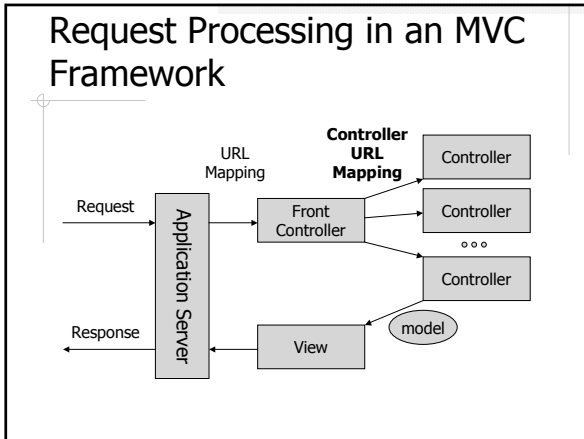 Request Processing in an MVC
Framework
URL
Mapping
Controller
URL
Mapping
Controller
Request
Application Server
Front
Controller
Controller
Controller
model
Response
View